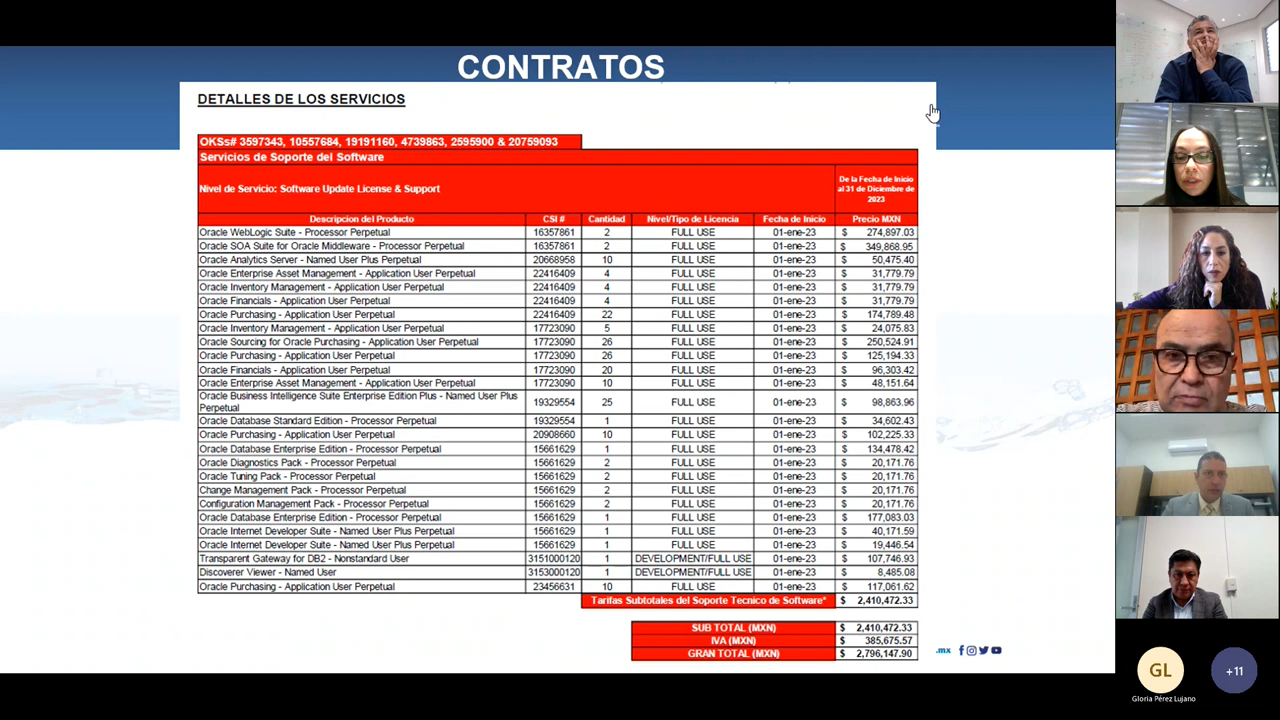 CONTRATOS
DETALLES DE LOS SERVICIOS
OKSs# 3597343, 10557684, 19191160, 4739863, 2595900 & 20759093
Servicios de Soporte del Software
Nivel de Servicio: Software Update License & Support
De la Fecha de Inicio
al 31 de Diciembre de
2023
Descripcion del Producto CSI # Cantidad Nivel/Tipo de Licencia Fecha de Inicio Precio MXN
Oracle WebLogic Suite - Processor Perpetual 16357861 2 FULL USE 01-ene-23 $ 274,897.03
Oracle SOA Suite for Oracle Middleware - Processor Perpetual 16357861 2 FULL USE 01-ene-23 $ 349,868.95
Oracle Analytics Server - Named User Plus Perpetual 20668958 10 FULL USE 01-ene-23 $ 50,475.40
Oracle Enterprise Asset Management - Application User Perpetual 22416409 4 FULL USE 01-ene-23 $ 31,779.79
Oracle Inventory Management - Application User Perpetual 22416409 4 FULL USE 01-ene-23 $ 31,779.79
Oracle Financials - Application User Perpetual 22416409 4 FULL USE 01-ene-23 $ 31,779.79
Oracle Purchasing - Application User Perpetual 22416409 22 FULL USE 01-ene-23 $ 174,789.48
Oracle Inventory Management - Application User Perpetual 17723090 5 FULL USE 01-ene-23 $ 24,075.83
Oracle Sourcing for Oracle Purchasing - Application User Perpetual 17723090 26 FULL USE 01-ene-23 $ 250,524.91
Oracle Purchasing - Application User Perpetual 17723090 26 FULL USE 01-ene-23 $ 125,194.33
Oracle Financials - Application User Perpetual 17723090 20 FULL USE 01-ene-23 $ 96,303.42
Oracle Enterprise Asset Management - Application User Perpetual 17723090 10 FULL USE 01-ene-23 $ 48,151.64
Oracle Business Intelligence Suite Enterprise Edition Plus - Named User Plus
Perpetual 19329554 25 FULL USE 01-ene-23 $ 98,863.96
Oracle Database Standard Edition - Processor Perpetual 19329554 1 FULL USE 01-ene-23 $ 34,602.43
Oracle Purchasing - Application User Perpetual 20908660 10 FULL USE 01-ene-23 $ 102,225.33
Oracle Database Enterprise Edition - Processor Perpetual 15661629 1 FULL USE 01-ene-23 $ 134,478.42
Oracle Diagnostics Pack - Processor Perpetual 15661629 2 FULL USE 01-ene-23 $ 20,171.76
Oracle Tuning Pack - Processor Perpetual 15661629 2 FULL USE 01-ene-23 $ 20,171.76
Change Management Pack - Processor Perpetual 15661629 2 FULL USE 01-ene-23 $ 20,171.76
Configuration Management Pack - Processor Perpetual 15661629 2 FULL USE 01-ene-23 $ 20,171.76
Oracle Database Enterprise Edition - Processor Perpetual 15661629 1 FULL USE 01-ene-23 $ 177,083.03
Oracle Internet Developer Suite - Named User Plus Perpetual 15661629 1 FULL USE 01-ene-23 $ 40,171.59
Oracle Internet Developer Suite - Named User Plus Perpetual 15661629 1 FULL USE 01-ene-23 $ 19,446.54
Transparent Gateway for DB2 - Nonstandard User 3151000120 1 DEVELOPMENT/FULL USE 01-ene-23 $ 107,746.93
Discoverer Viewer - Named User 3153000120 1 DEVELOPMENT/FULL USE 01-ene-23 $ 8,485.08
Oracle Purchasing - Application User Perpetual 23456631 10 FULL USE 01-ene-23 $ 117,061.62
Tarifas Subtotales del Soporte Tecnico de Software* $ 2,410,472.33
SUB TOTAL (MXN) $ 2,410,472.33
IVA (MXN) $ 385,675.57
GRAN TOTAL (MXN) $ 2,796,147.90
.mx
GL
+11
Gloria Pérez Lujano